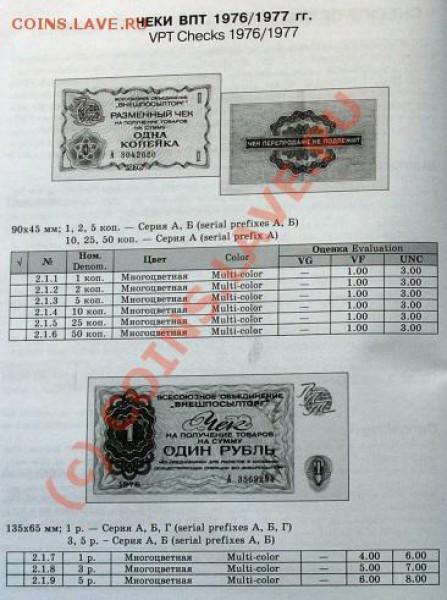 COINS.LAVE.RU
ЧЕКИ ВПТ 1976/1977 гг.
VPT Checks 1976/1977
ВСЕСОЮЗНОЕ ОБЪЕДИНЕНИЕ
"ВНЕШПОСЫЛТОРГ"
РАЗМЕННЫЙ ЧЕК
НА ПОЛУЧЕНИЕ ТОВАРОВ
НА СУММУ
ОДНА
КОПЕЙКА
А 3042020
1976
ЧЕК ПЕРЕПРОДАЖЕ НЕ ПОДЛЕЖИТ
90x45 мм; 1, 2, 5 коп. — Серия А, Б (serial prefixes А, Б)
10, 25, 50 коп. — Серия А (serial prefix А)
√ № Ном. Denom. Цвет Color Оценка Evaluation
VG VF UNC
2.1.1 1 коп. Многоцветная Multi-color — 1.00 3.00
2.1.2 2 коп. Многоцветная Multi-color — 1.00 3.00
2.1.3 5 коп. Многоцветная Multi-color — 1.00 3.00
2.1.4 10 коп. Многоцветная Multi-color — 1.00 3.00
2.1.5 25 коп. Многоцветная Multi-color — 1.00 3.00
2.1.6 50 коп. Многоцветная Multi-color — 1.00 3.00
ВСЕСОЮЗНОЕ ОБЪЕДИНЕНИЕ
"ВНЕШПОСЫЛТОРГ"
Чек
НА ПОЛУЧЕНИЕ ТОВАРОВ
НА СУММУ
ОДИН РУБЛЬ
1
1976
(c) COINS.LAVE.RU
135x65 мм; 1 р. — Серия А, Б, Г (serial prefixes А, Б, Г)
3, 5 р. – Серия А, Б (serial prefixes А, Б)
2.1.7 1 р. Многоцветная Multi-color — 4.00 6.00
2.1.8 3 р. Многоцветная Multi-color — 5.00 7.00
2.1.9 5 р. Многоцветная Multi-color — 6.00 8.00